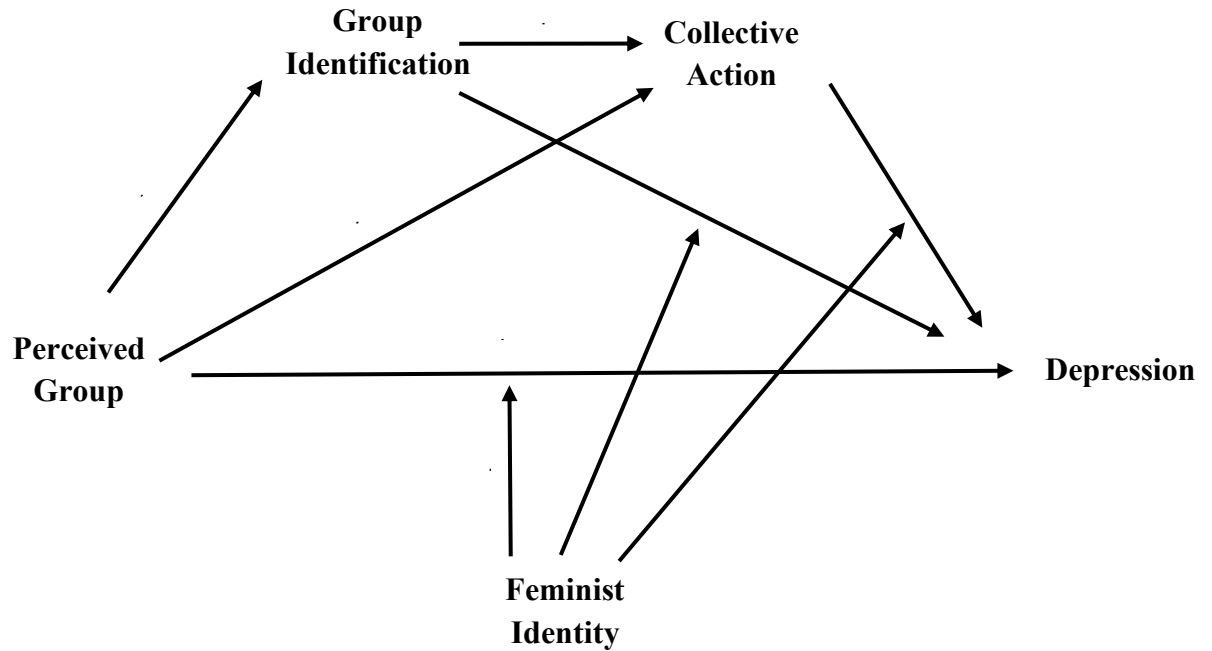 Group
Identification
Collective
Action
Perceived
Group
Depression
Feminist
Identity